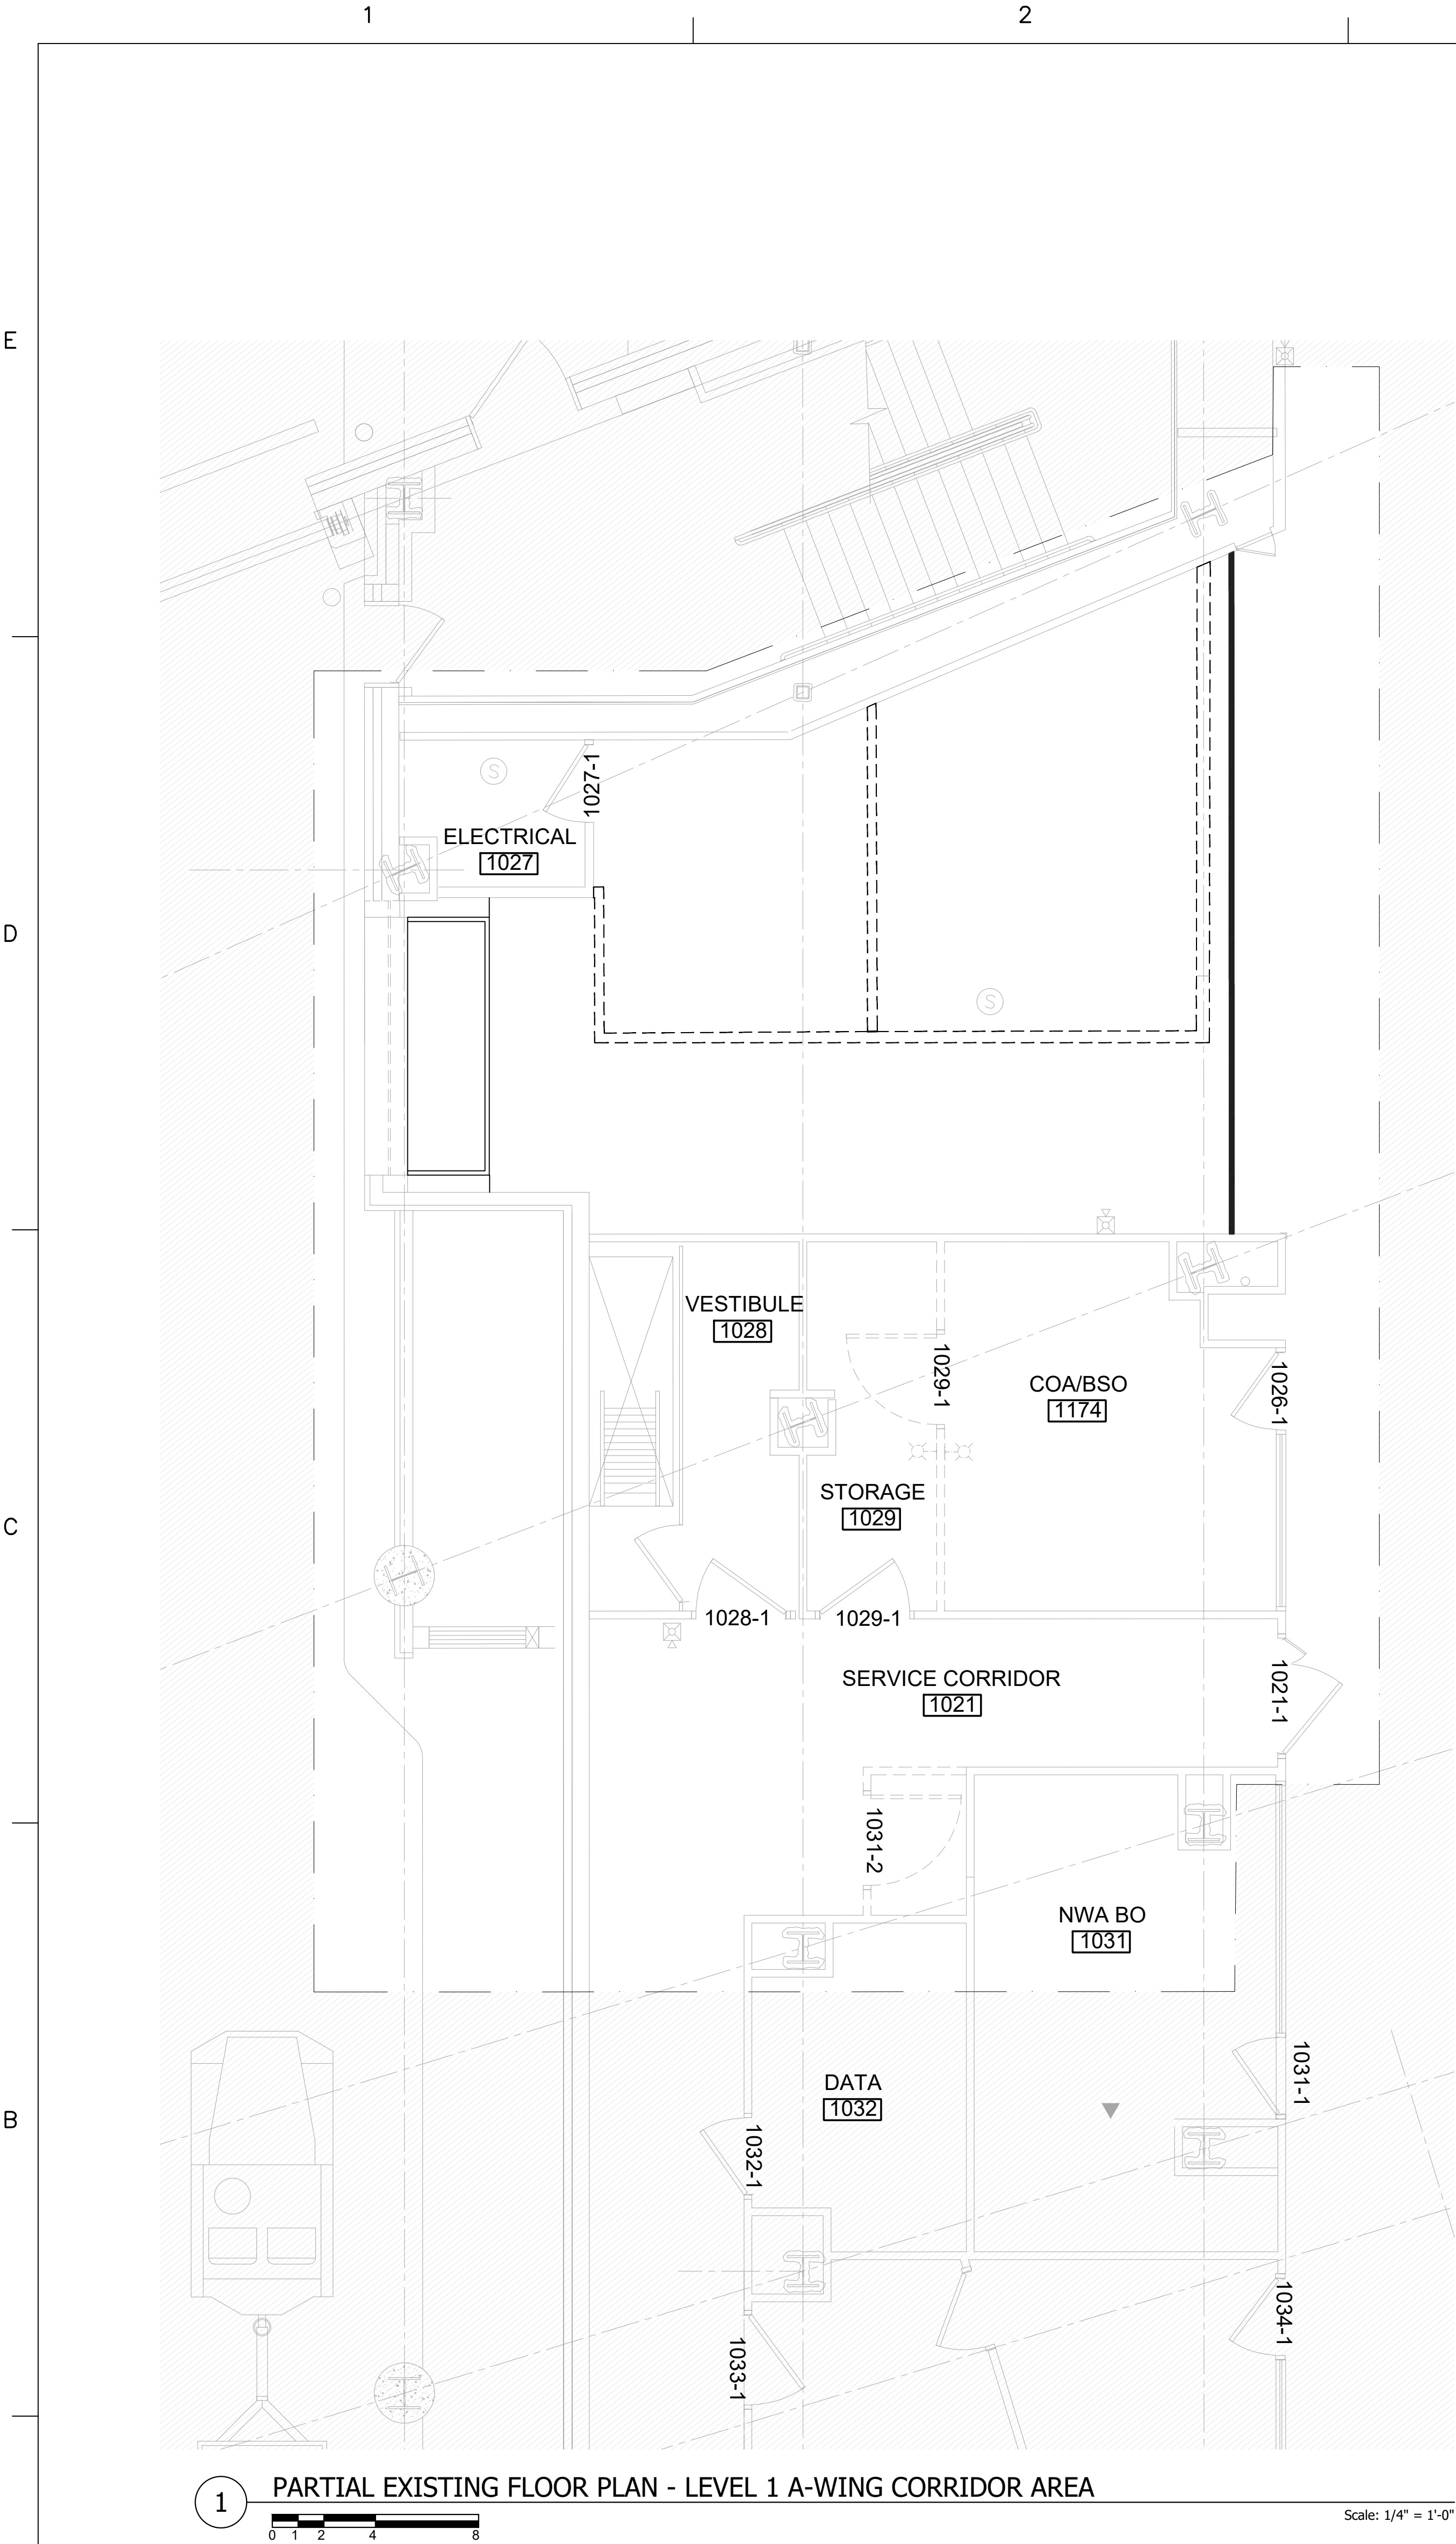 1
2
E
D
C
B
S
1027-1
ELECTRICAL
1027
S
VESTIBULE
1028
1029-1
COA/BSO
1174
1026-1
STORAGE
1029
1028-1
1029-1
SERVICE CORRIDOR
1021
1021-1
1031-2
NWA BO
1031
DATA
1032
1031-1
1032-1
1034-1
1033-1
1
PARTIAL EXISTING FLOOR PLAN - LEVEL 1 A-WING CORRIDOR AREA
0 1 2 4 8
Scale: 1/4" = 1'-0"